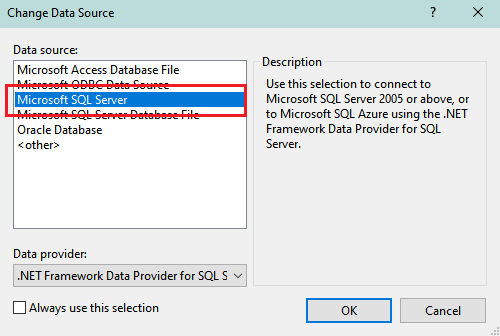 Change Data Source
?
Data source:
Microsoft Access Database File
Microsoft ODBC Data Source
Microsoft SQL Server
Microsoft SQL Server Database File
Oracle Database
<other>
Description
Use this selection to connect to
Microsoft SQL Server 2005 or above, or
to Microsoft SQL Azure using the .NET
Framework Data Provider for SQL
Server.
Data provider:
.NET Framework Data Provider for SQL S
Always use this selection
OK
Cancel